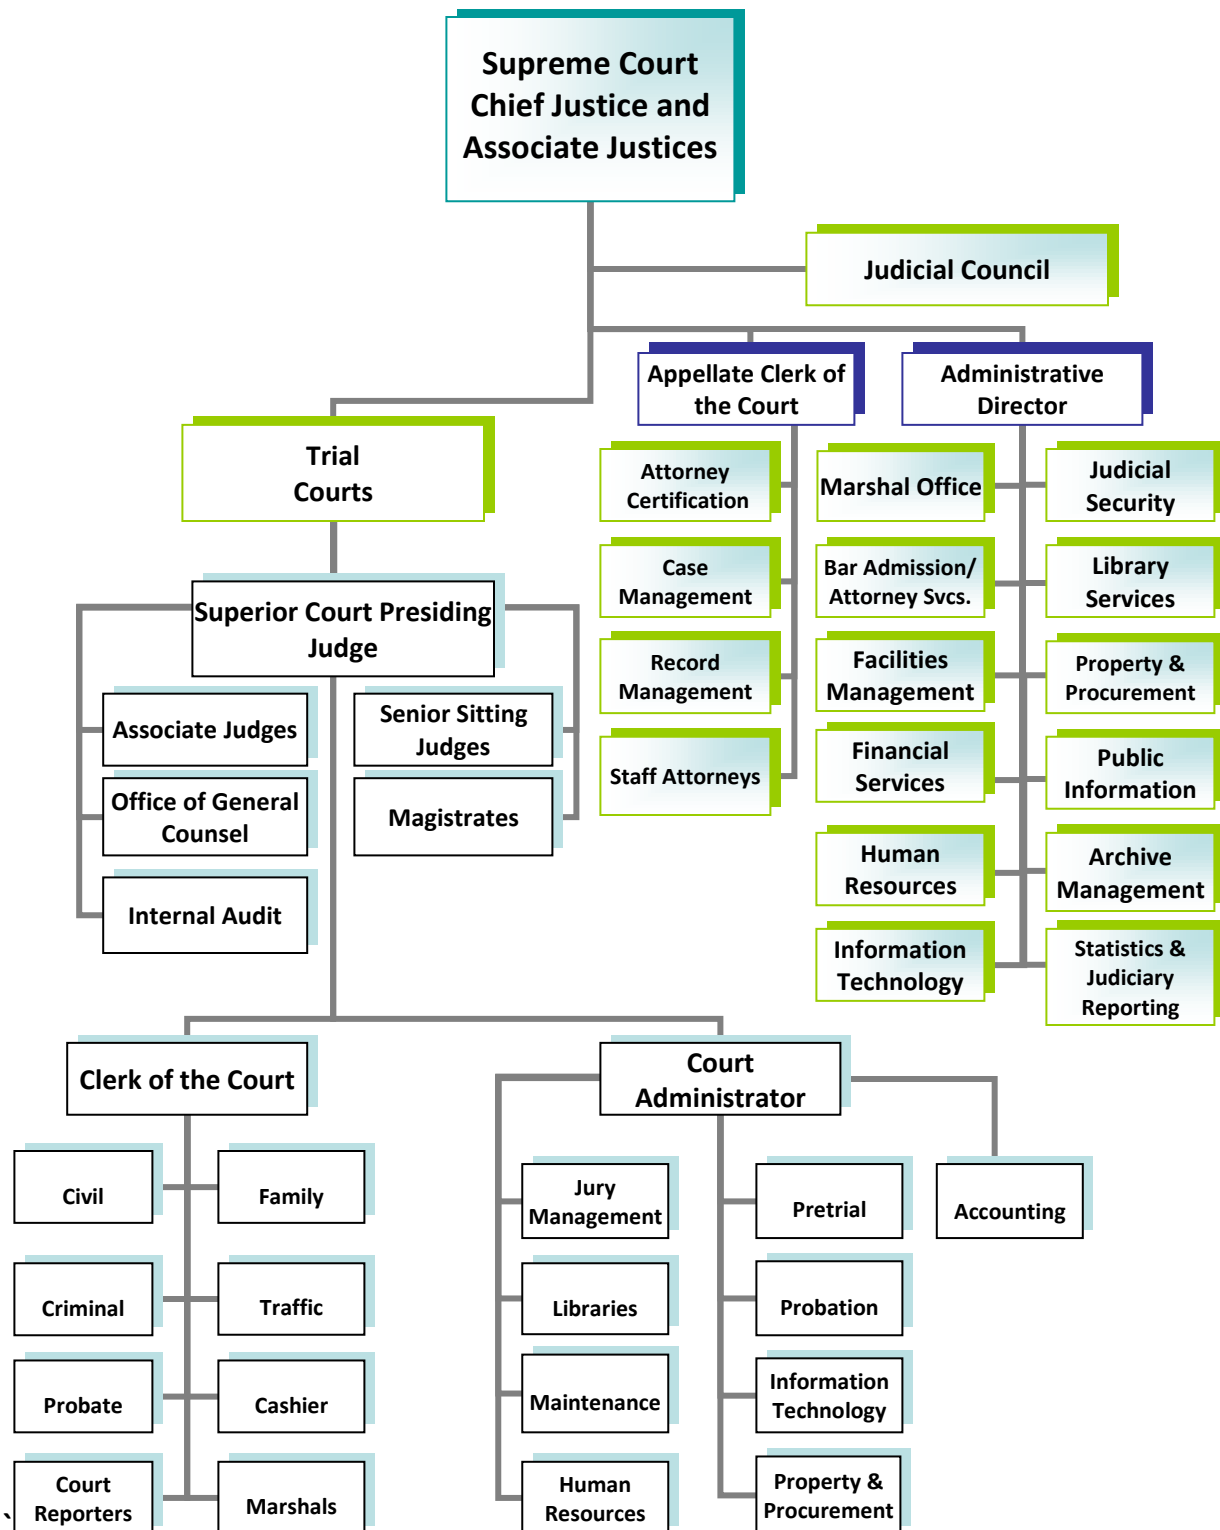 Supreme Court
Chief Justice and
Associate Justices
Judicial Council
Appellate Clerk of
the Court
Administrative
Director
Trial
Courts
Attorney
Certification
Marshal Office
Judicial
Security
Case
Management
Bar Admission/
Attorney Svcs.
Library
Services
Superior Court Presiding
Judge
Record
Management
Facilities
Management
Property &
Procurement
Associate Judges
Senior Sitting
Judges
Staff Attorneys
Financial
Services
Public
Information
Office of General
Counsel
Magistrates
Human
Resources
Archive
Management
Internal Audit
Information
Technology
Statistics &
Judiciary
Reporting
Clerk of the Court
Court
Administrator
Civil
Family
Jury
Management
Pretrial
Accounting
Criminal
Traffic
Libraries
Probation
Probate
Cashier
Maintenance
Information
Technology
Court
Reporters
Marshals
Human
Resources
Property &
Procurement
`